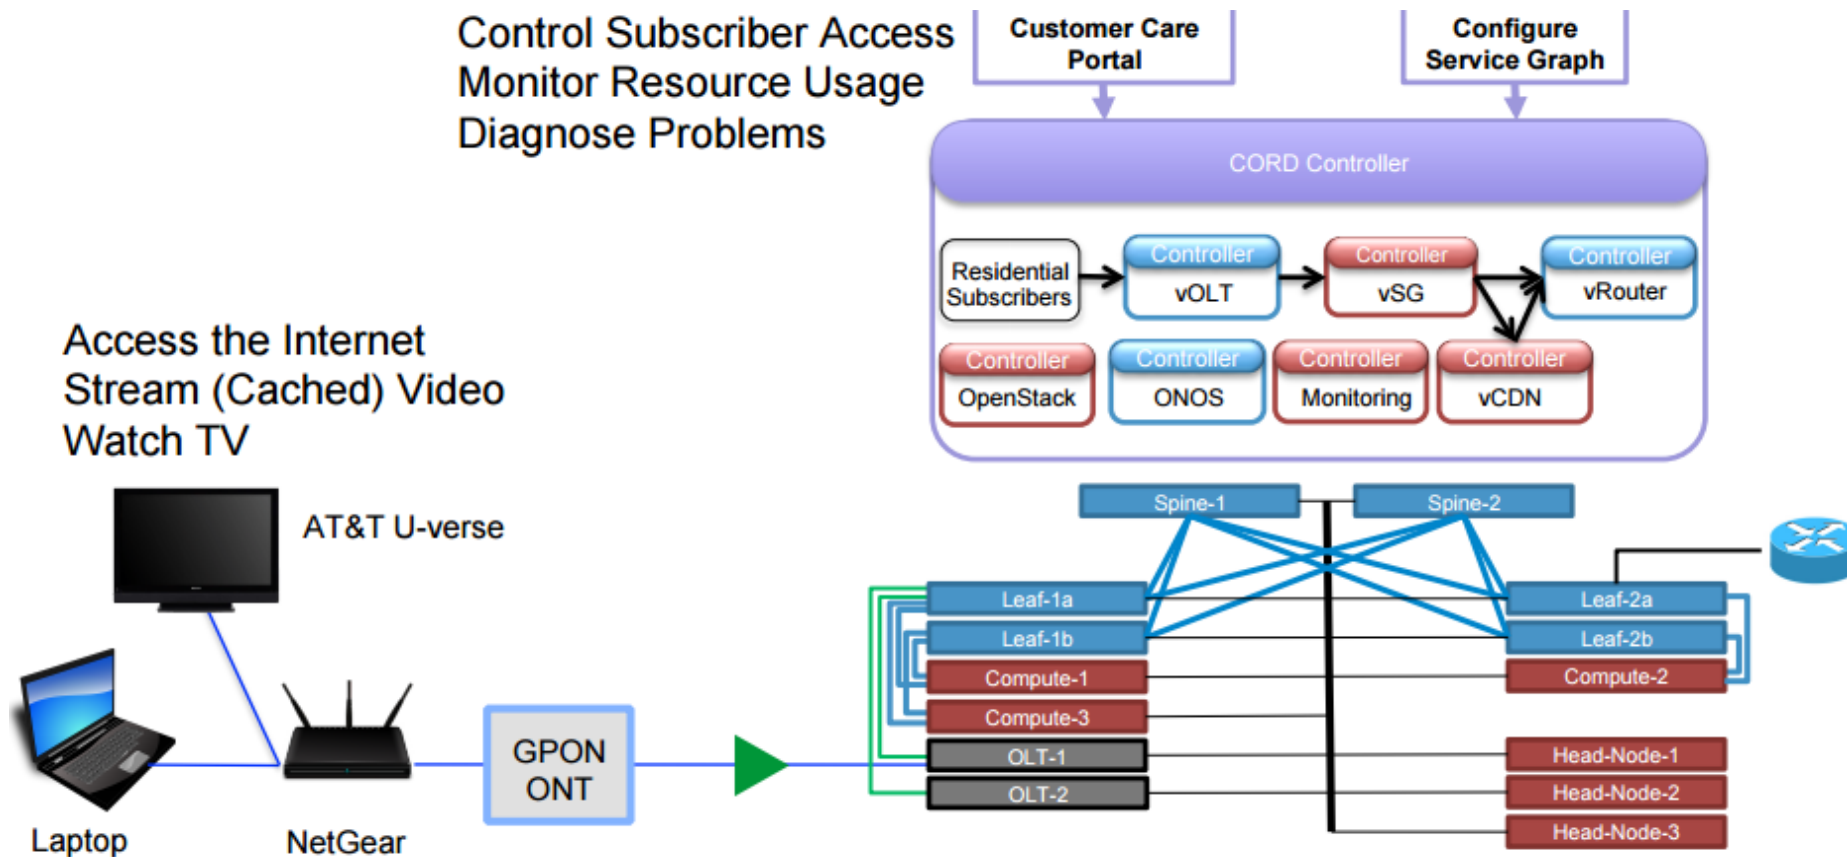 Control Subscriber Access
Monitor Resource Usage
Diagnose Problems
Customer Care
Portal
Configure
Service Graph
CORD Controller
Residential
Subscribers
Controller
vOLT
Controller
vSG
Controller
vRouter
Controller
OpenStack
Controller
ONOS
Controller
Monitoring
Controller
vCDN
Access the Internet
Stream (Cached) Video
Watch TV
AT&T U-verse
Laptop
NetGear
GPON
ONT
Spine-1
Spine-2
Leaf-1a
Leaf-1b
Compute-1
Compute-3
OLT-1
OLT-2
Leaf-2a
Leaf-2b
Compute-2
Head-Node-1
Head-Node-2
Head-Node-3